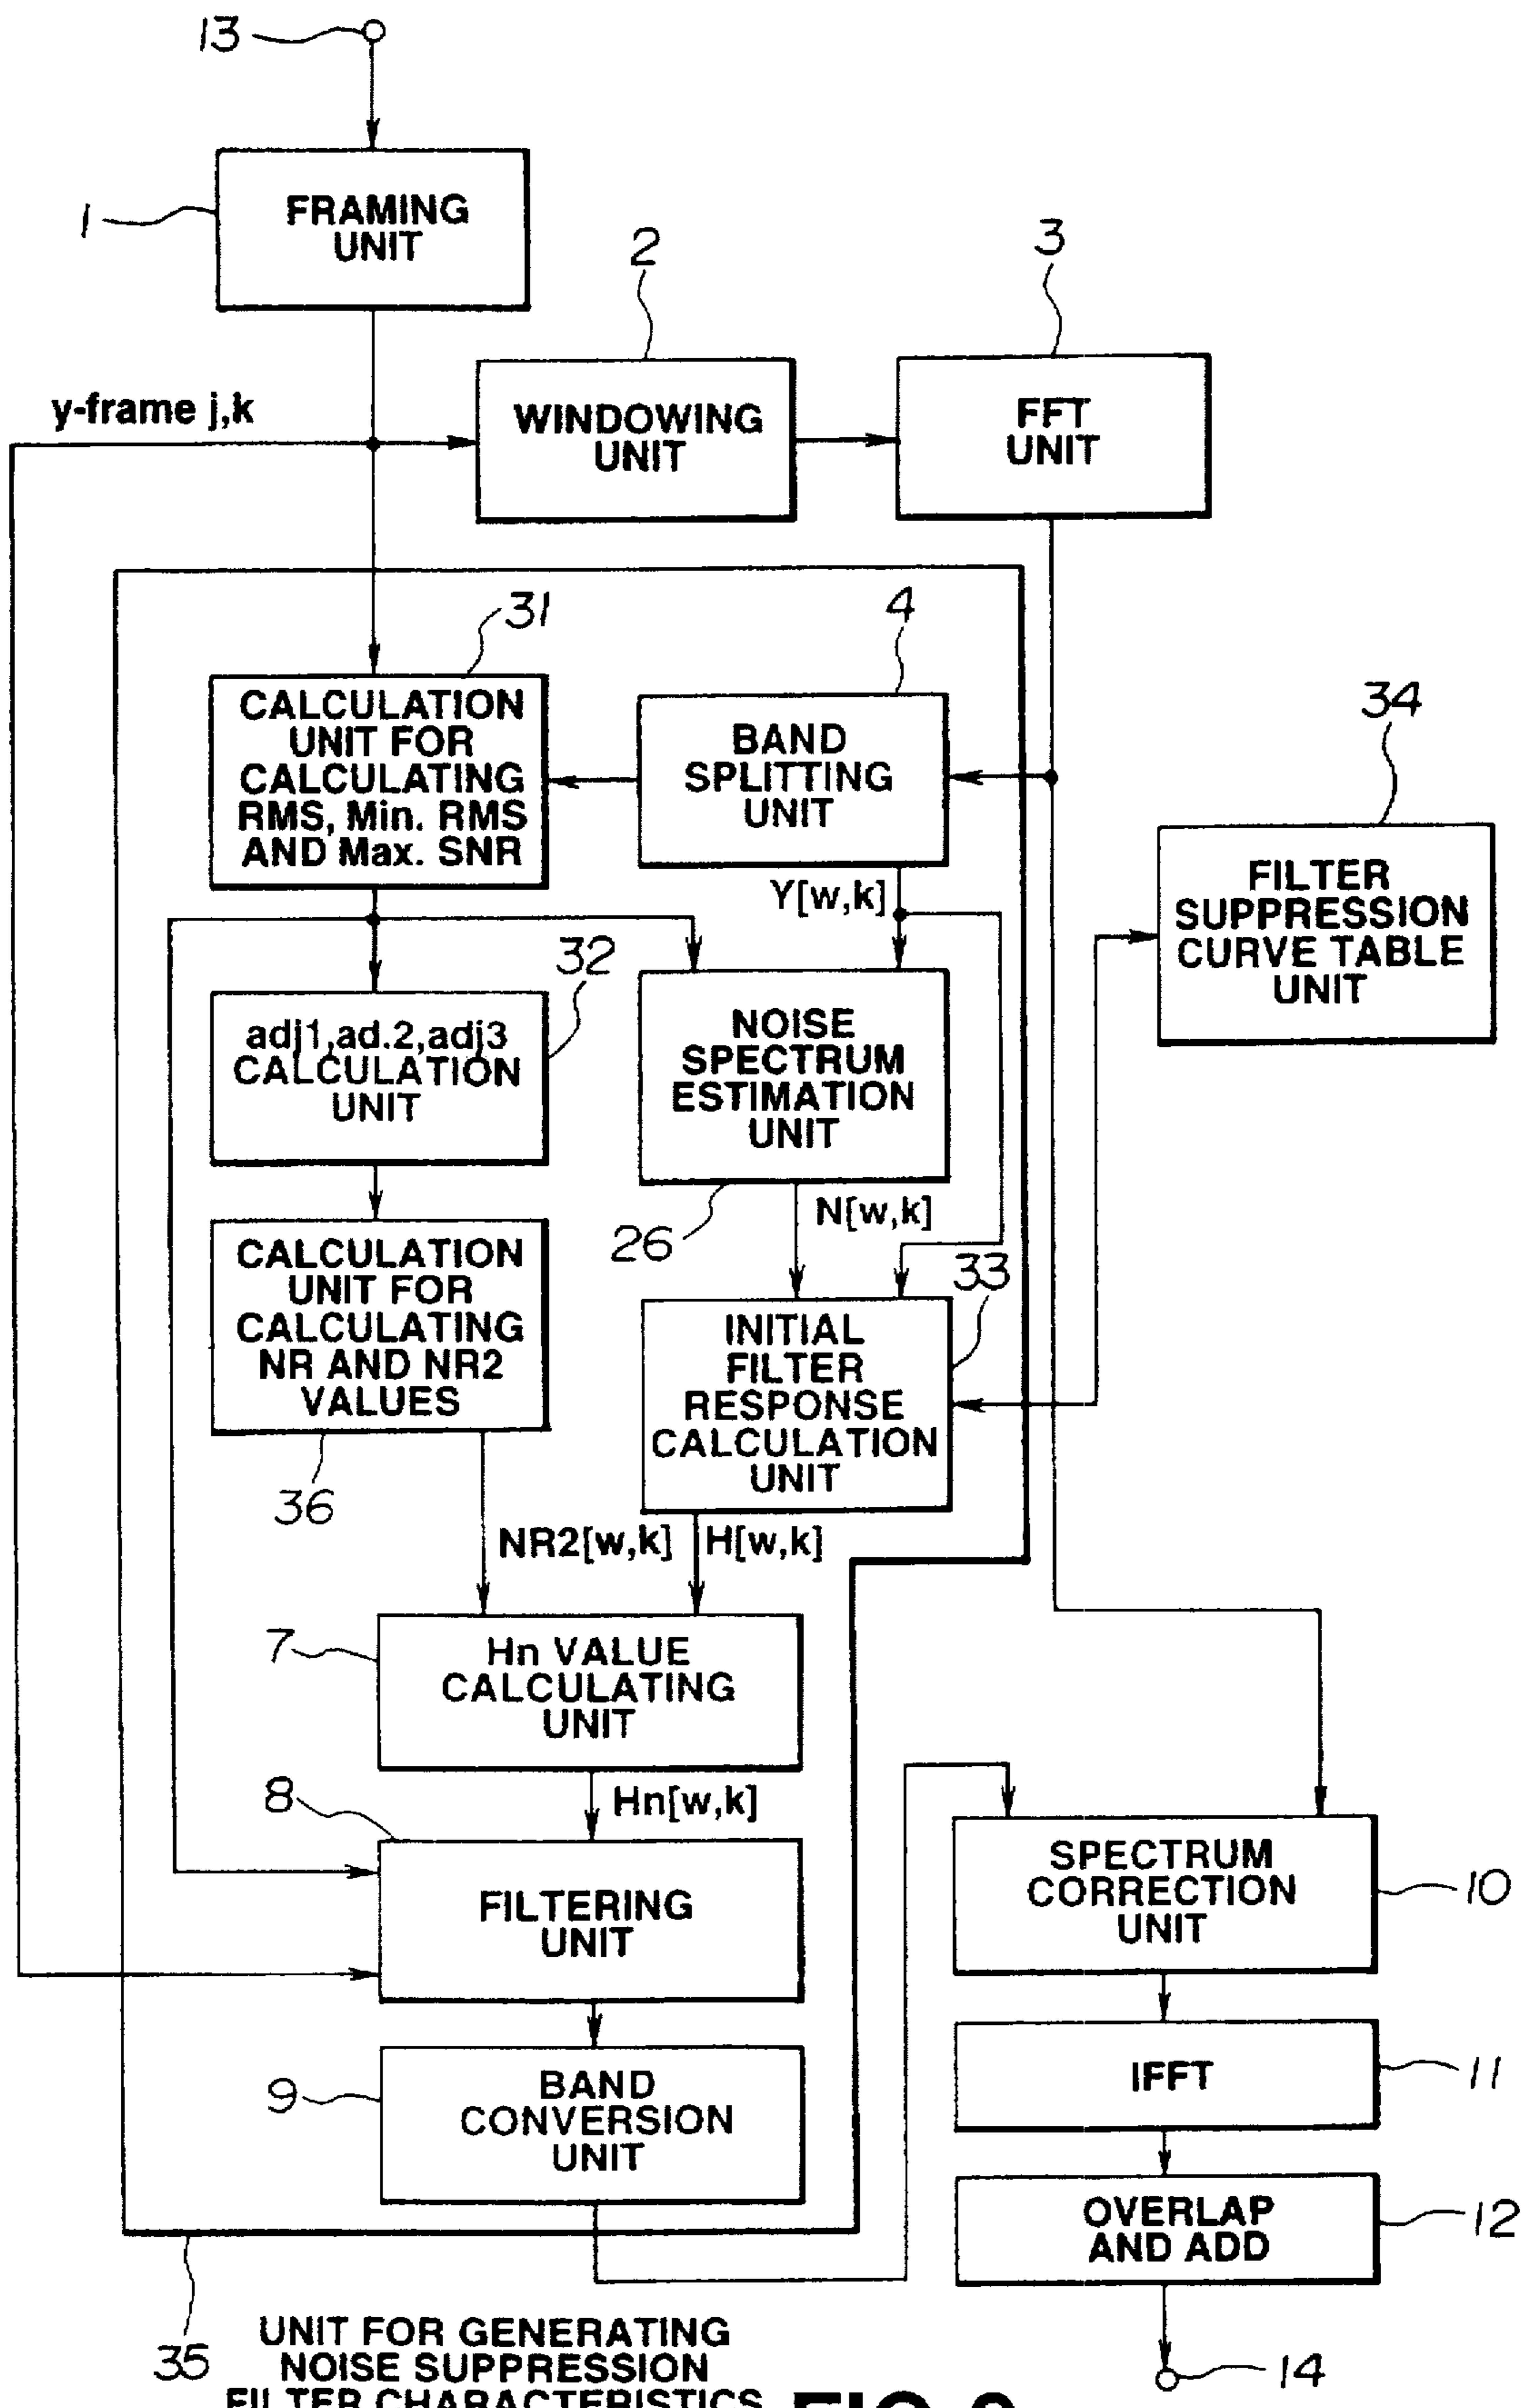 13
1
FRAMING
UNIT
2
3
y-frame j,k
WINDOWING
UNIT
FFT
UNIT
31
4
34
CALCULATION
UNIT FOR
CALCULATING
RMS, Min. RMS
AND Max. SNR
BAND
SPLITTING
UNIT
FILTER
SUPPRESSION
CURVE TABLE
UNIT
Y[w,k]
32
adj1,ad.2,adj3
CALCULATION
UNIT
NOISE
SPECTRUM
ESTIMATION
UNIT
26
N[w,k]
33
CALCULATION
UNIT FOR
CALCULATING
NR AND NR2
VALUES
INITIAL
FILTER
RESPONSE
CALCULATION
UNIT
36
NR2[w,k]
H[w,k]
7
Hn VALUE
CALCULATING
UNIT
8
Hn[w,k]
FILTERING
UNIT
SPECTRUM
CORRECTION
UNIT
10
9
BAND
CONVERSION
UNIT
IFFT
11
OVERLAP
AND ADD
12
35
UNIT FOR GENERATING
NOISE SUPPRESSION
FILTER CHARACTERISTICS
14